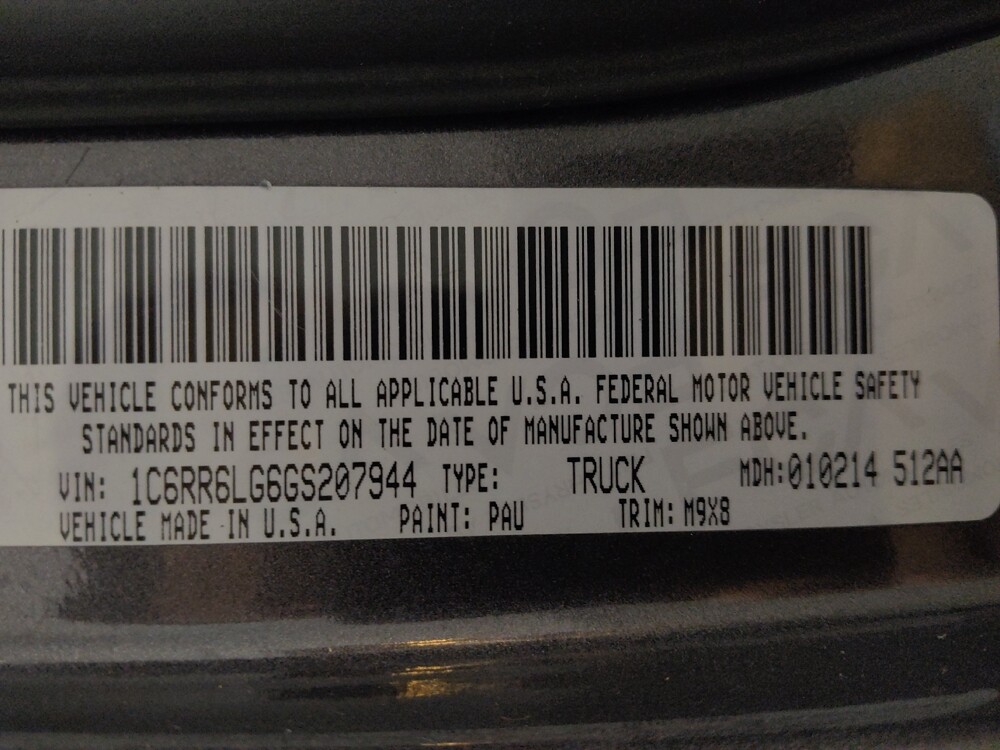 THIS VEHICLE CONFORMS TO ALL APPLICABLE U.S.A. FEDERAL MOTOR VEHICLE SAFETY
STANDARDS IN EFFECT ON THE DATE OF MANUFACTURE SHOWN ABOVE.
VIN: 1C6RR6LG6GS207944 TYPE: TRUCK MDH:010214 512AA
VEHICLE MADE IN U.S.A. PAINT: PAU TRIM: M9X8